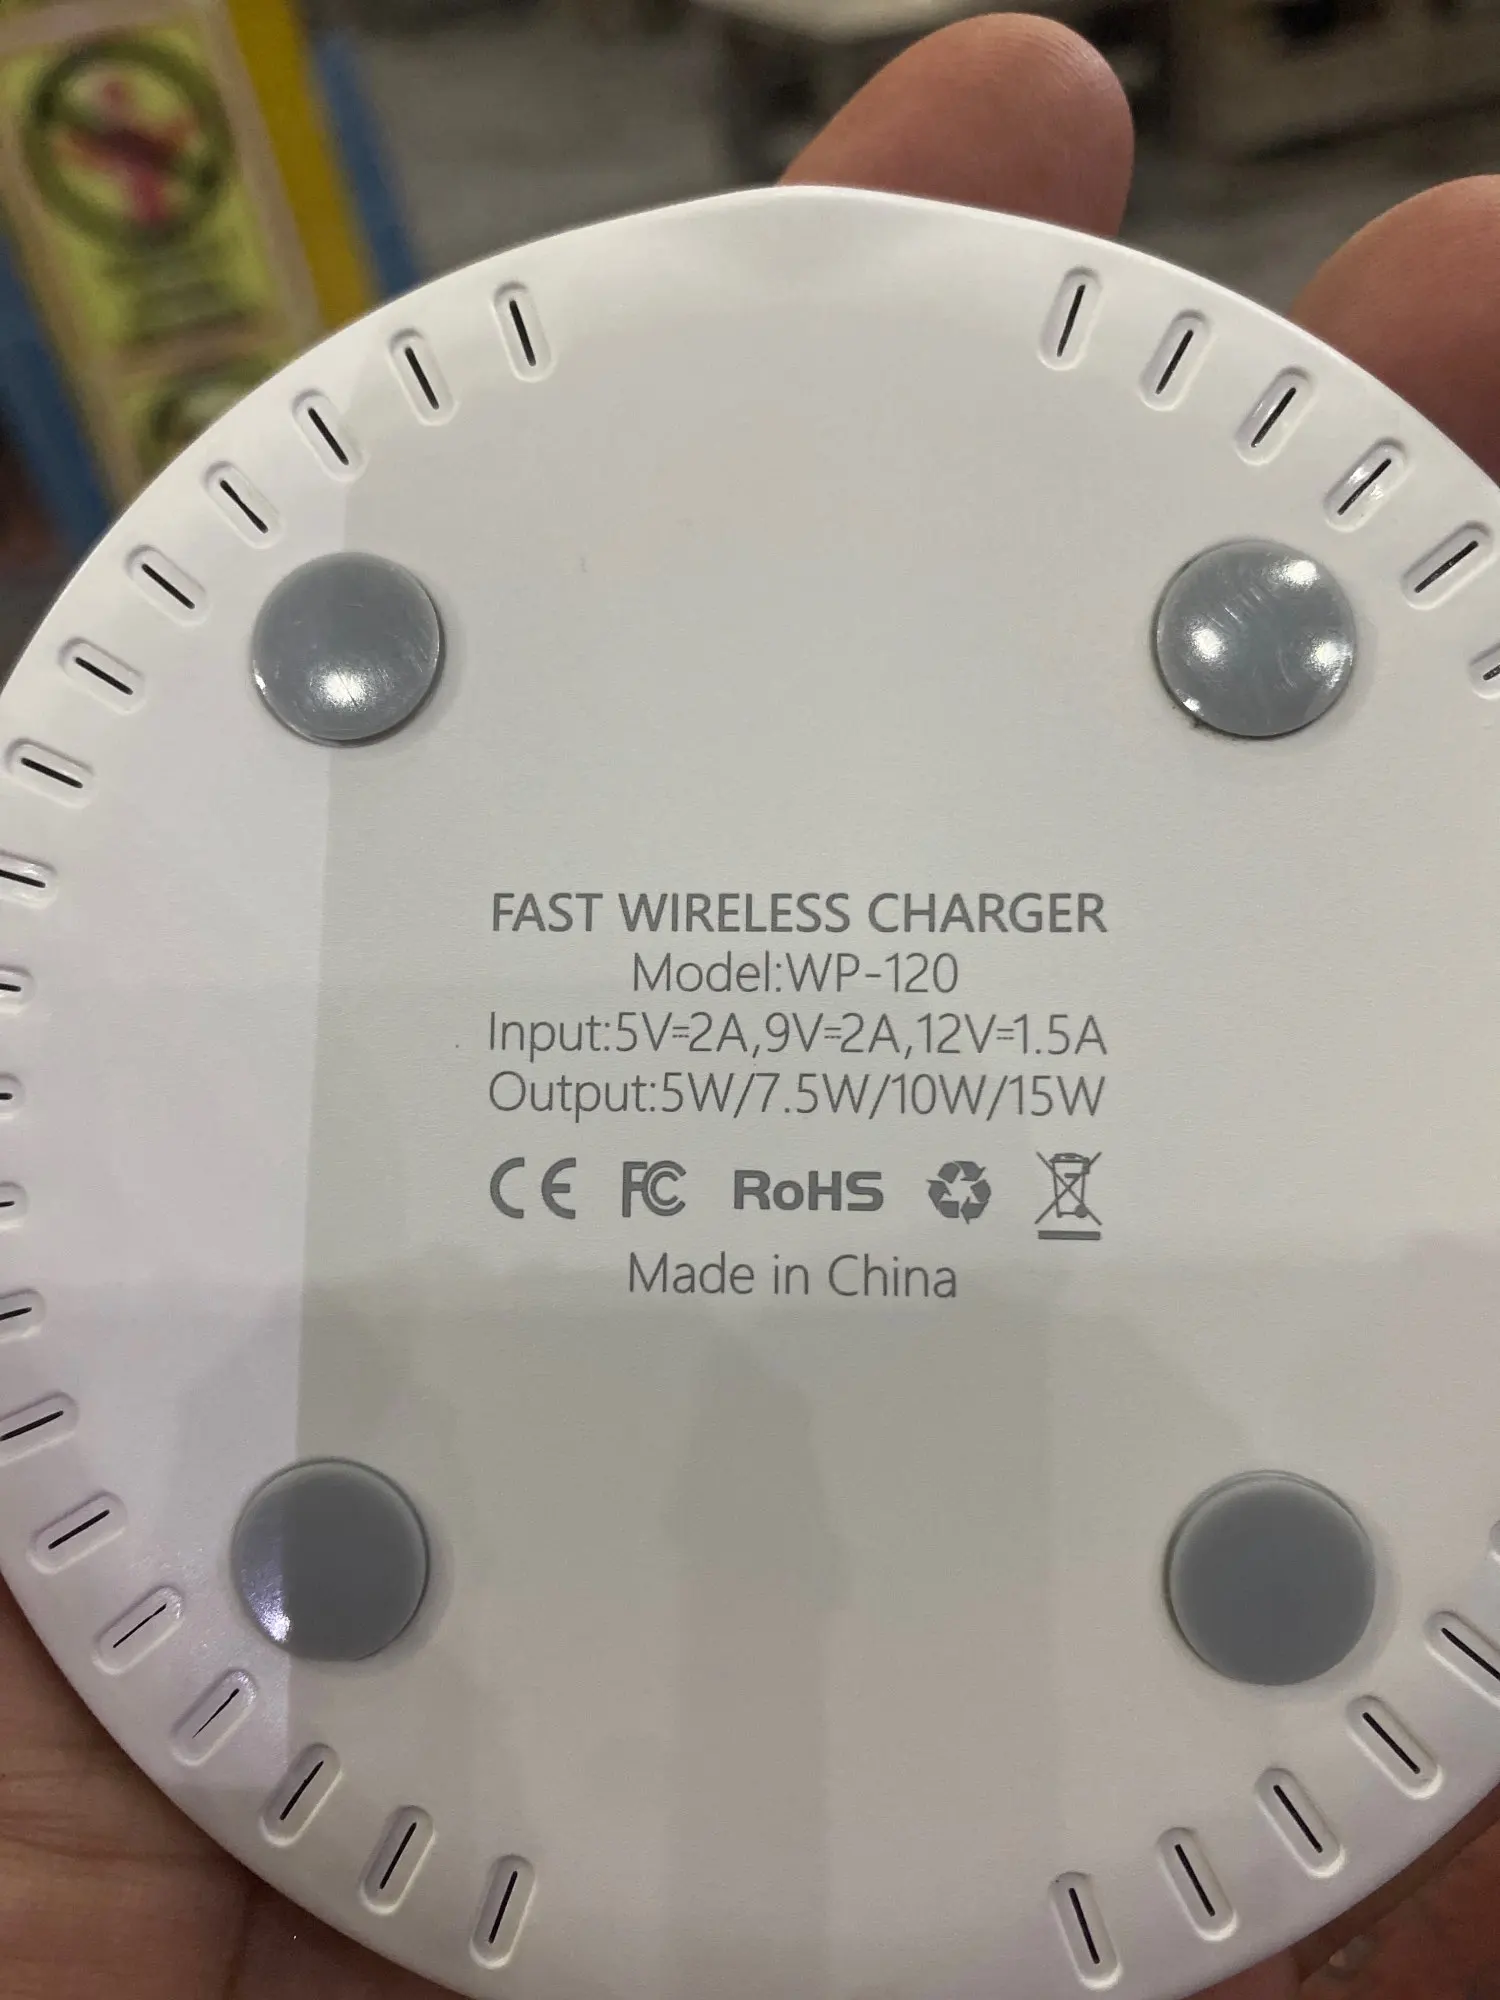 FAST WIRELESS CHARGER
Model:WP-120
Input:5V=2A,9V=2A,12V=1.5A
Output:5W/7.5W/10W/15W
CE FC RoHS
Made in China